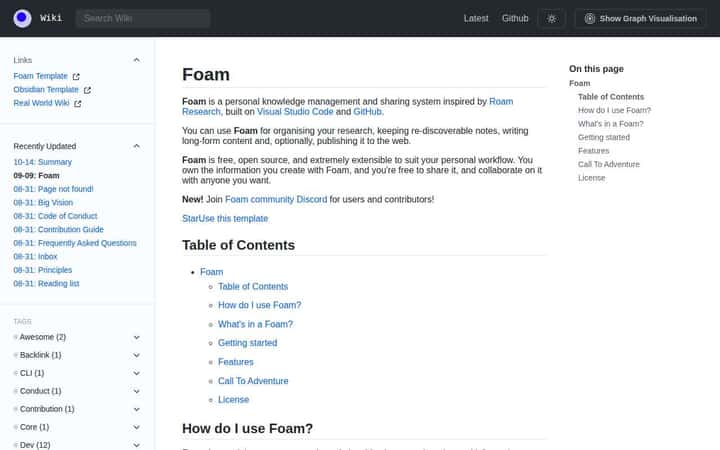 Wiki
Search Wiki
Latest
Github
Show Graph Visualisation
Links
Foam Template
Obsidian Template
Real World Wiki
Recently Updated
10-14: Summary
09-09: Foam
08-31: Page not found!
08-31: Big Vision
08-31: Code of Conduct
08-31: Contribution Guide
08-31: Frequently Asked Questions
08-31: Inbox
08-31: Principles
08-31: Reading list
TAGS
# Awesome (2)
# Backlink (1)
# CLI (1)
# Conduct (1)
# Contribution (1)
# Core (1)
# Dev (12)
Foam
Foam is a personal knowledge management and sharing system inspired by Roam
Research, built on Visual Studio Code and GitHub.
You can use Foam for organising your research, keeping re-discoverable notes, writing
long-form content and, optionally, publishing it to the web.
Foam is free, open source, and extremely extensible to suit your personal workflow. You
own the information you create with Foam, and you're free to share it, and collaborate on it
with anyone you want.
New! Join Foam community Discord for users and contributors!
StarUse this template
Table of Contents
Foam
Table of Contents
How do I use Foam?
What's in a Foam?
Getting started
Features
Call To Adventure
License
How do I use Foam?
On this page
Foam
Table of Contents
How do I use Foam?
What's in a Foam?
Getting started
Features
Call To Adventure
License